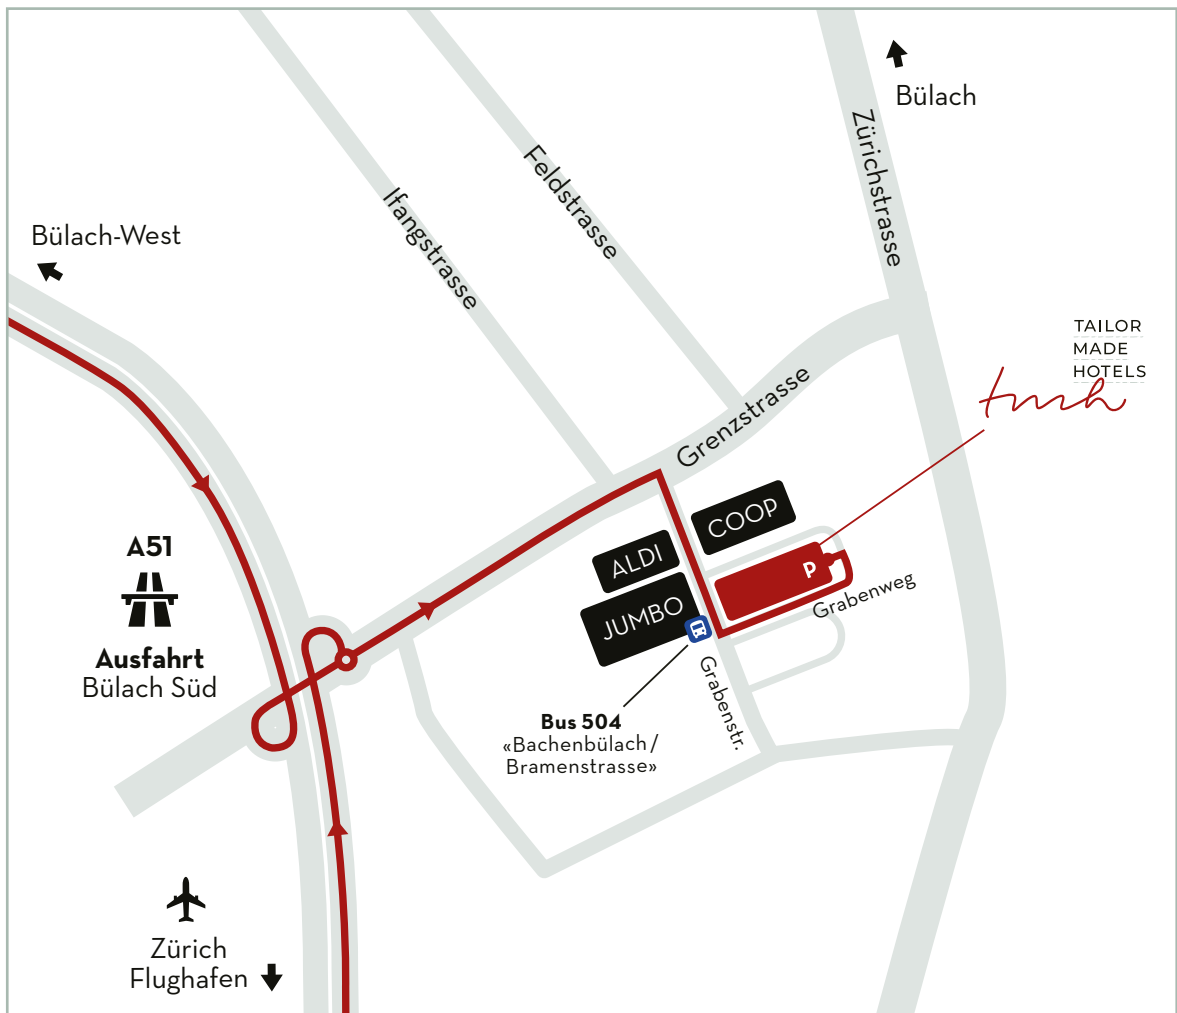 Bülach
Zürichstrasse
Feldstrasse
Ifangstrasse
Bülach-West
TAILOR
MADE
HOTELS
tmh
Grenzstrasse
COOP
ALDI
JUMBO
P
Grabenweg
A51
Ausfahrt
Bülach Süd
Grabenstr.
Bus 504
«Bachenbülach/
Bramenstrasse»
Zürich
Flughafen